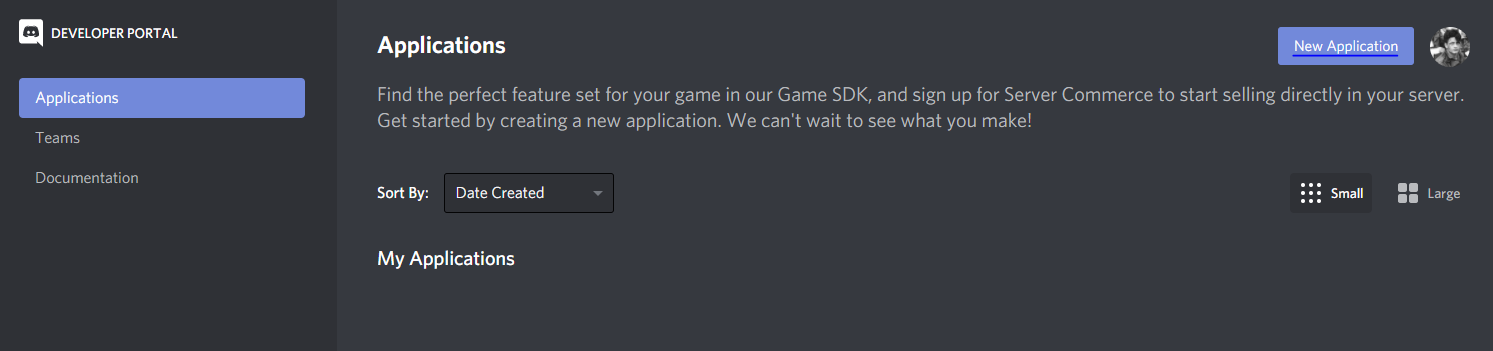 DEVELOPER PORTAL
Applications
Teams
Documentation
Applications
New Application
Find the perfect feature set for your game in our Game SDK, and sign up for Server Commerce to start selling directly in your server.
Get started by creating a new application. We can't wait to see what you make!
Sort By:
Date Created
Small
Large
My Applications